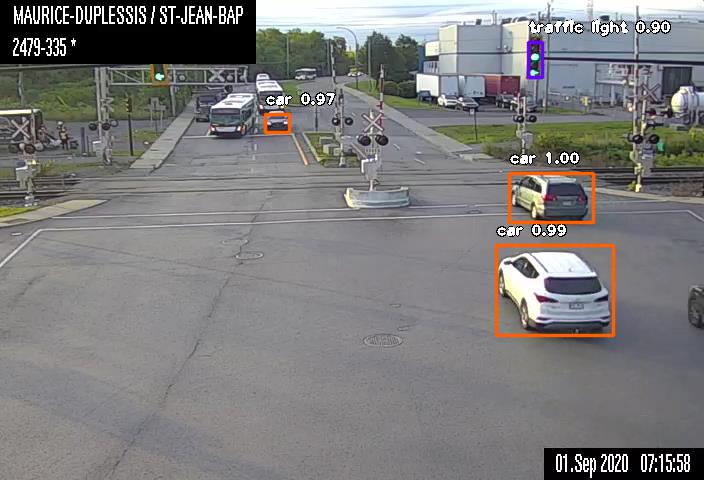 MAURICE-DUPLESSIS / ST-JEAN-BAP
2479-335 *
traffic light 0.90
car 0.97
car 1.00
car 0.99
01.Sep 2020 07:15:58